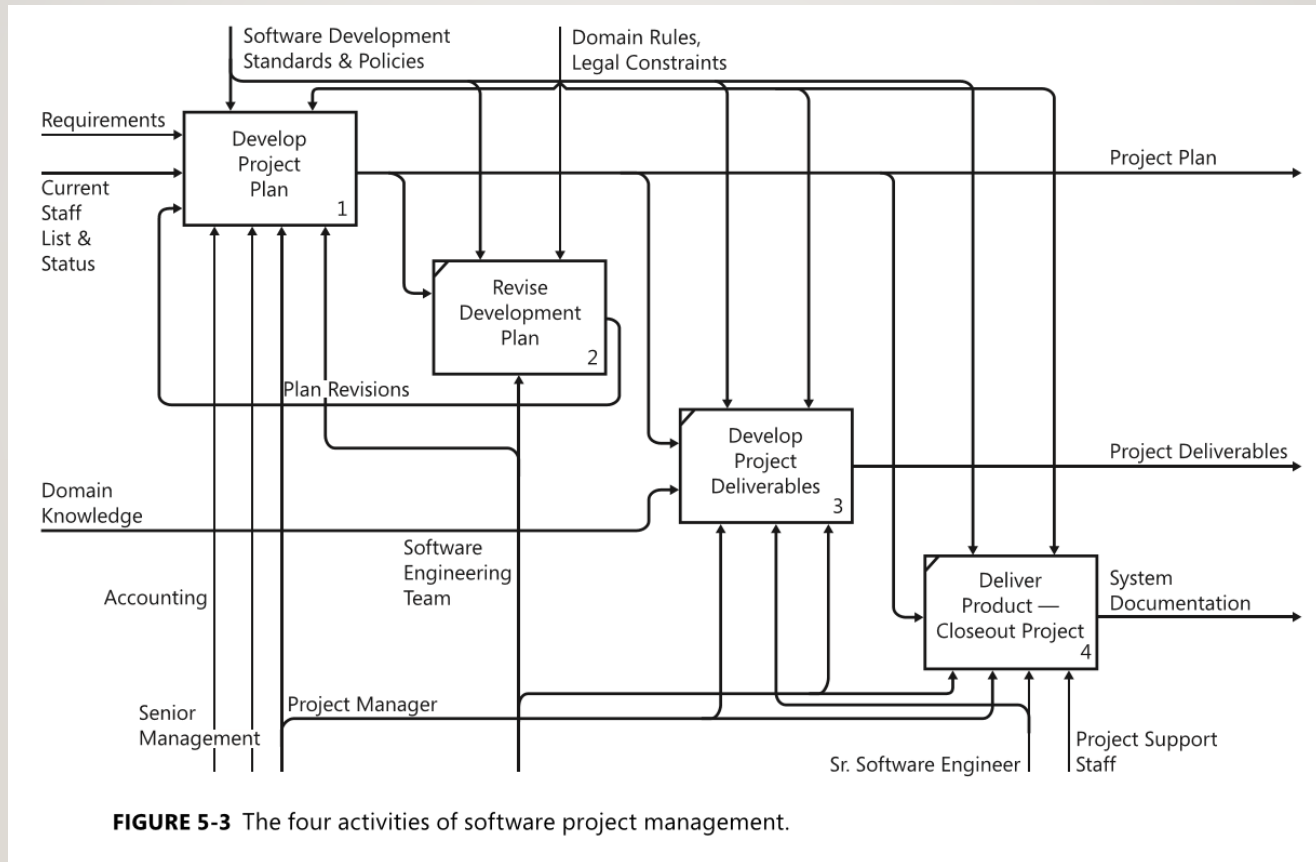 Software Development
Standards & Policies
Domain Rules,
Legal Constraints
Requirements
Current
Staff
List &
Status
Develop
Project
Plan
1
Project Plan
Revise
Development
Plan
2
Plan Revisions
Develop
Project
Deliverables
3
Project Deliverables
Domain
Knowledge
Software
Engineering
Team
Accounting
Deliver
Product —
Closeout Project
4
System
Documentation
Senior
Management
Project Manager
Sr. Software Engineer
Project Support
Staff
FIGURE 5-3 The four activities of software project management.